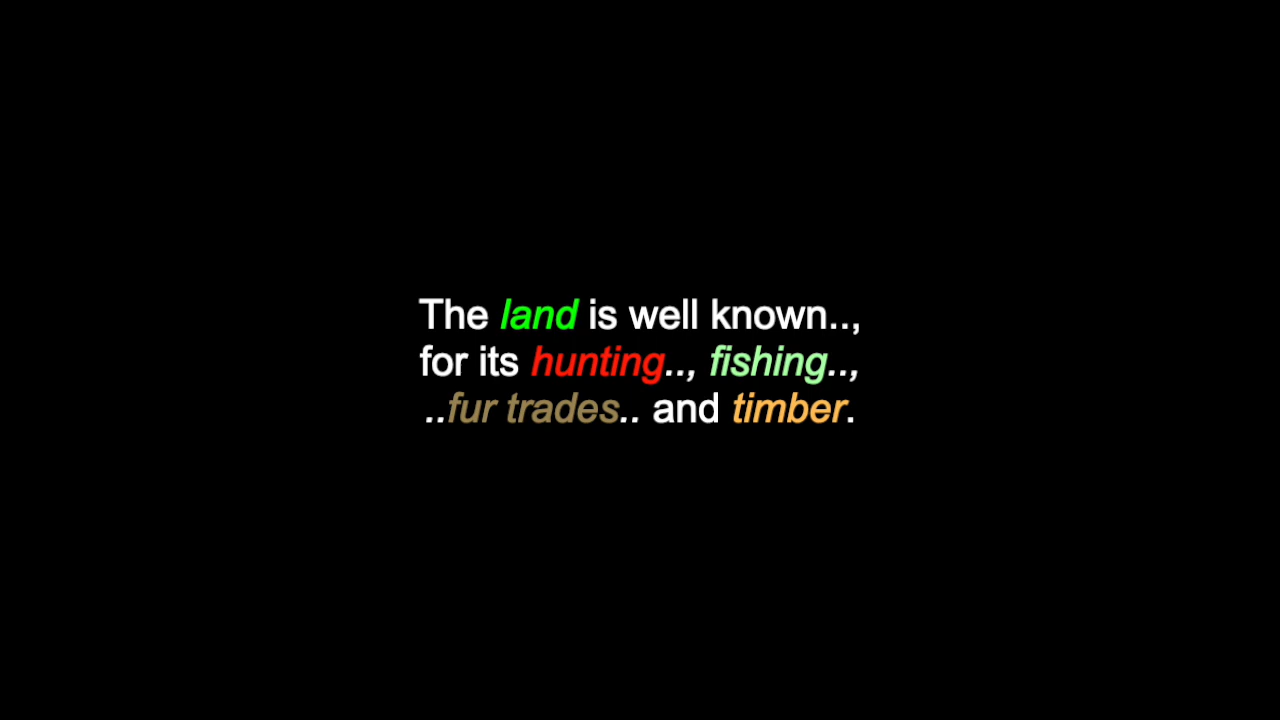 The land is well known..,
for its hunting.., fishing..,
..fur trades.. and timber.